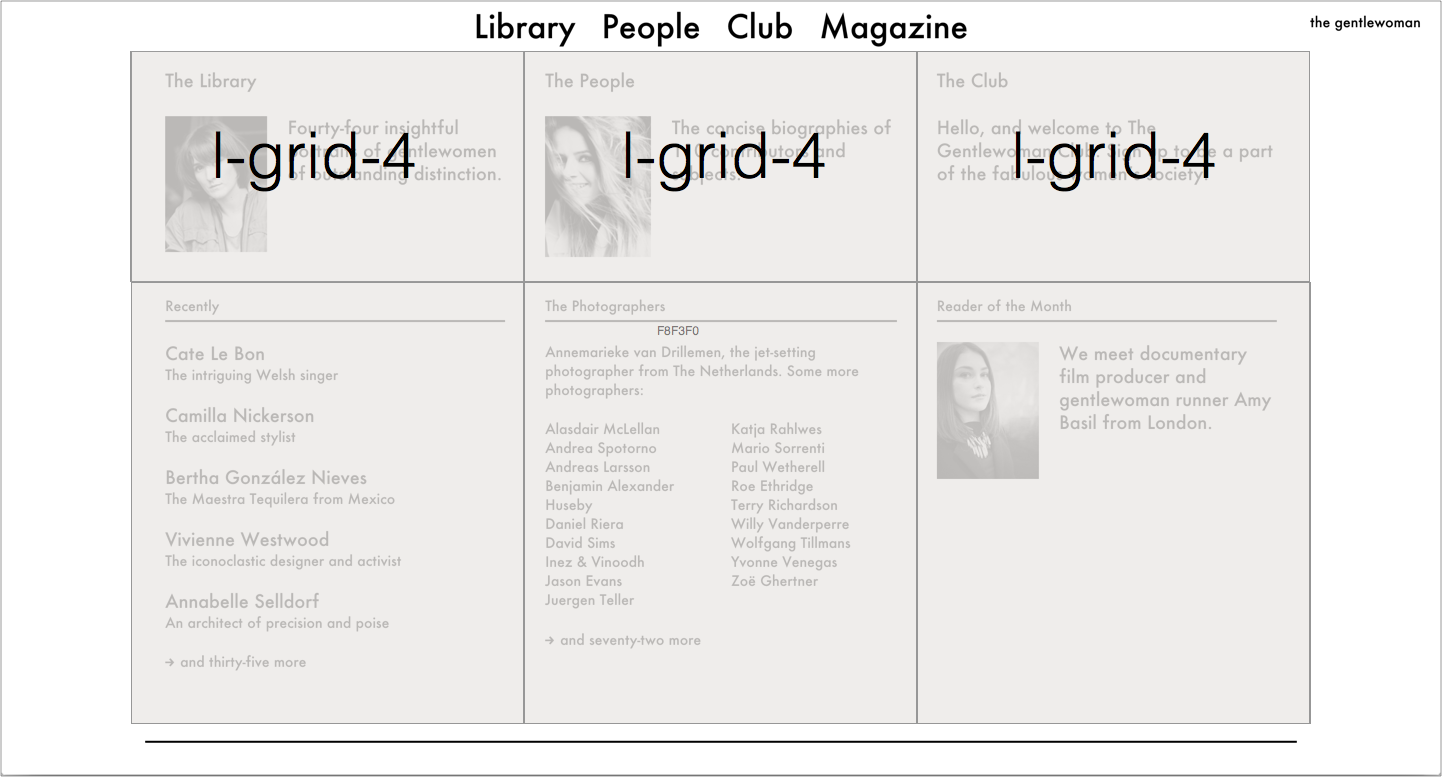 Library People Club Magazine
the gentlewoman
The Library
Fourty-four insightful
portraits of gentlewomen
of outstanding distinction.
l-grid-4
The People
The concise biographies of
110 contributors and
subjects.
l-grid-4
The Club
Hello, and welcome to The
Gentlewoman Club. Sign up to be a part
of the fabulous women's society.
l-grid-4
Recently
Cate Le Bon
The intriguing Welsh singer
Camilla Nickerson
The acclaimed stylist
Bertha González Nieves
The Maestra Tequilera from Mexico
Vivienne Westwood
The iconoclastic designer and activist
Annabelle Selldorf
An architect of precision and poise
→ and thirty-five more
The Photographers
F8F3F0
Annemarieke van Drillemen, the jet-setting
photographer from The Netherlands. Some more
photographers:
Alasdair McLellan
Andrea Spotorno
Andreas Larsson
Benjamin Alexander
Huseby
Daniel Riera
David Sims
Inez & Vinoodh
Jason Evans
Juergen Teller
Katja Rahlwes
Mario Sorrenti
Paul Wetherell
Roe Ethridge
Terry Richardson
Willy Vanderperre
Wolfgang Tillmans
Yvonne Venegas
Zoë Ghertner
→ and seventy-two more
Reader of the Month
We meet documentary
film producer and
gentlewoman runner Amy
Basil from London.